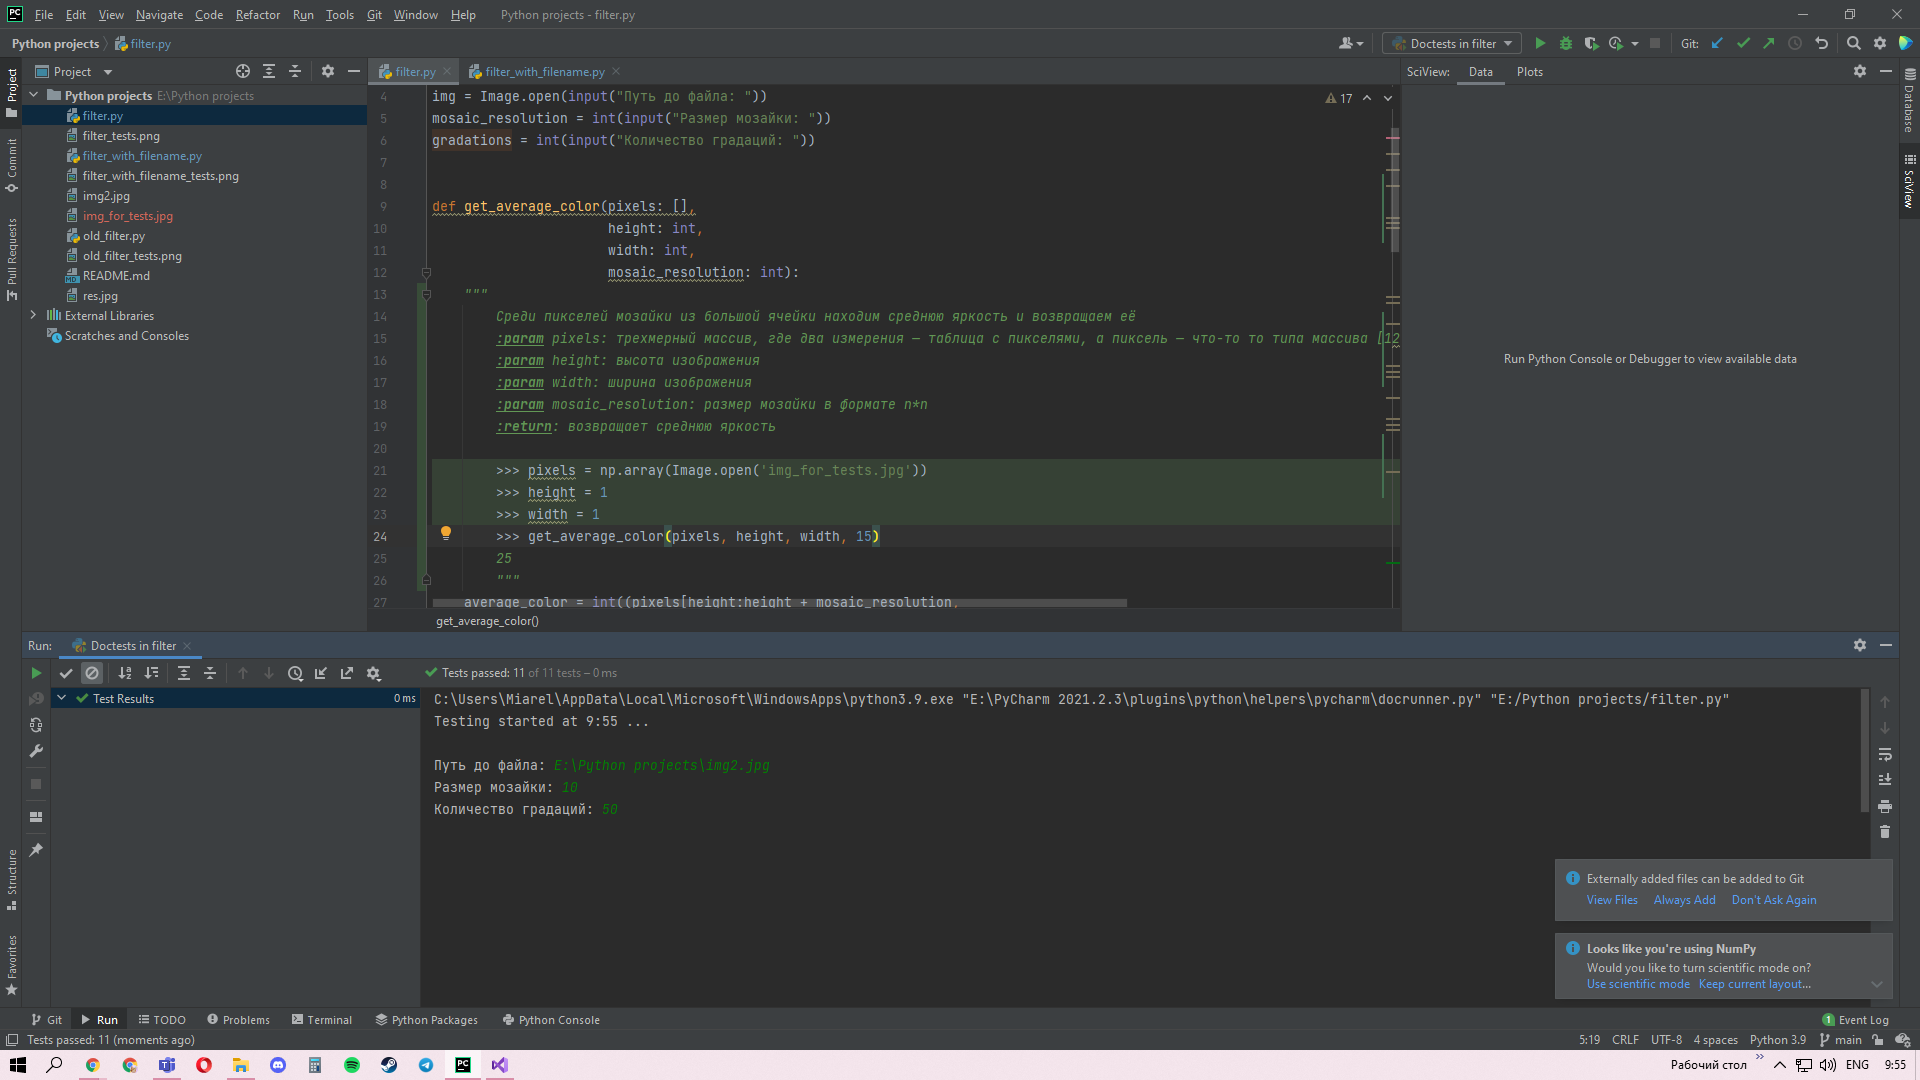 File Edit View Navigate Code Refactor Run Tools Git Window Help Python projects - filter.py
Python projects filter.py
Doctests in filter
Git:
Project
filter.py
filter_with_filename.py
SciView: Data Plots
Python projects E:\Python projects
filter.py
filter_tests.png
filter_with_filename.py
filter_with_filename_tests.png
img2.jpg
img_for_tests.jpg
old_filter.py
old_filter_tests.png
README.md
res.jpg
External Libraries
Scratches and Consoles
Project
Commit
Pull Requests
Structure
Favorites
Database
SciView
17
4 img = Image.open(input("Путь до файла: "))
5 mosaic_resolution = int(input("Размер мозайки: "))
6 gradations = int(input("Количество градаций: "))
7
8
9 def get_average_color(pixels: [],
10 height: int,
11 width: int,
12 mosaic_resolution: int):
13 """
14 Среди пикселей мозайки из большой ячейки находим среднюю яркость и возвращаем её
15 :param pixels: трехмерный массив, где два измерения — таблица с пикселями, а пиксель — что-то то типа массива [12
16 :param height: высота изображения
17 :param width: ширина изображения
18 :param mosaic_resolution: размер мозайки в формате n*n
19 :return: возвращает среднюю яркость
20
21 >>> pixels = np.array(Image.open('img_for_tests.jpg'))
22 >>> height = 1
23 >>> width = 1
24 >>> get_average_color(pixels, height, width, 15)
25 25
26 """
27 average_color = int((pixels[height:height + mosaic_resolution,
get_average_color()
Run Python Console or Debugger to view available data
Run: Doctests in filter
Tests passed: 11 of 11 tests – 0 ms
Test Results 0 ms
C:\Users\Miarel\AppData\Local\Microsoft\WindowsApps\python3.9.exe "E:\PyCharm 2021.2.3\plugins\python\helpers\pycharm\docrunner.py" "E:/Python projects/filter.py"
Testing started at 9:55 ...
Путь до файла: E:\Python projects\img2.jpg
Размер мозайки: 10
Количество градаций: 50
Externally added files can be added to Git
View Files Always Add Don't Ask Again
Looks like you're using NumPy
Would you like to turn scientific mode on?
Use scientific mode Keep current layout...
Git Run TODO Problems Terminal Python Packages Python Console
1 Event Log
Tests passed: 11 (moments ago)
5:19 CRLF UTF-8 4 spaces Python 3.9 main
Рабочий стол
ENG 9:55